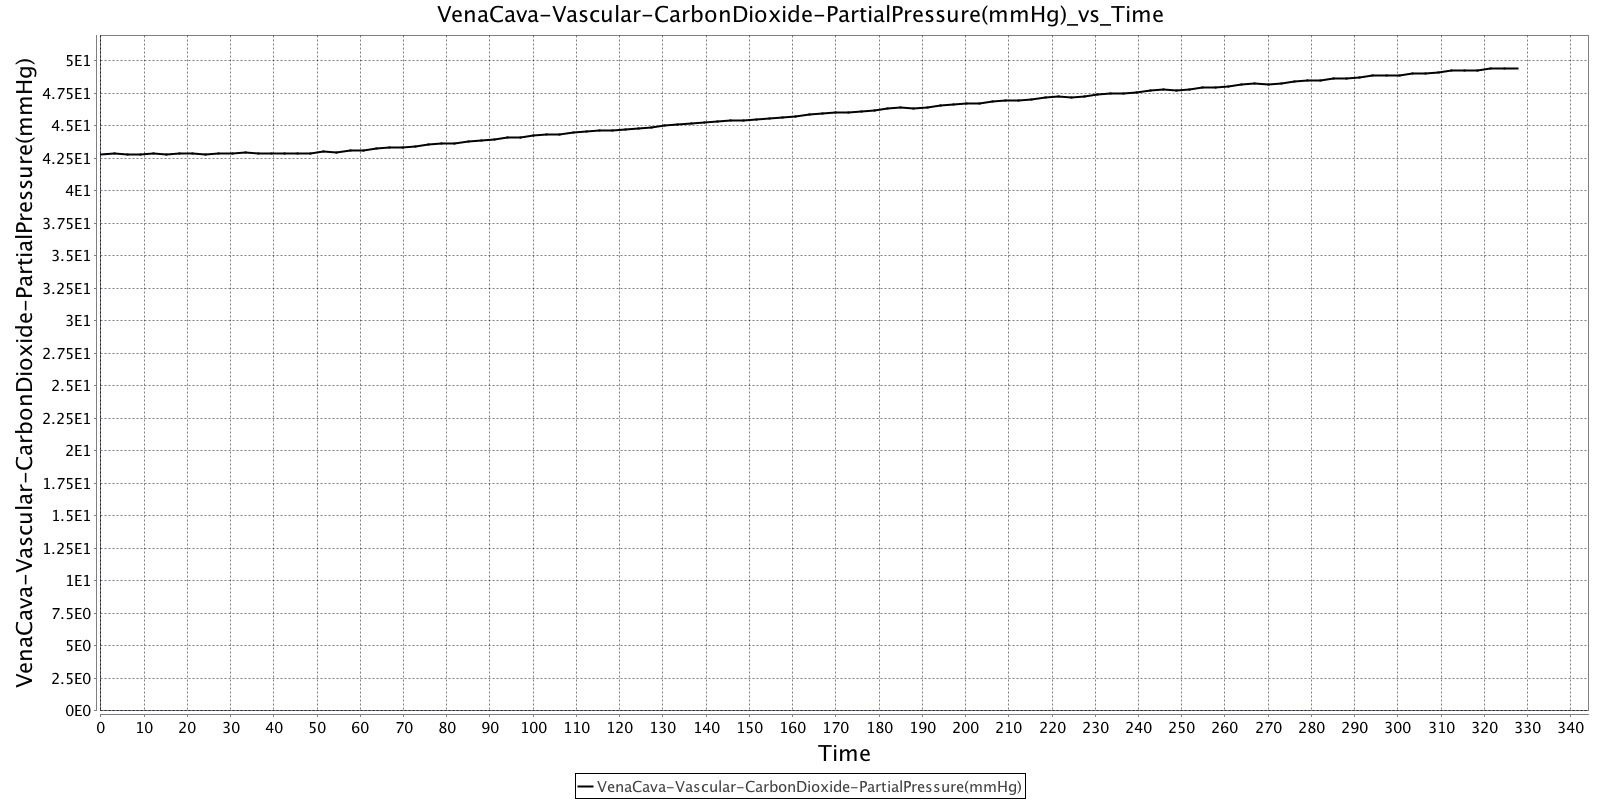 VenaCava-Vascular-CarbonDioxide-PartialPressure(mmHg)_vs_Time
VenaCava-Vascular-CarbonDioxide-PartialPressure(mmHg)
5E1
4.75E1
4.5E1
4.25E1
4E1
3.75E1
3.5E1
3.25E1
3E1
2.75E1
2.5E1
2.25E1
2E1
1.75E1
1.5E1
1.25E1
1E1
7.5E0
5E0
2.5E0
0E0
0 10 20 30 40 50 60 70 80 90 100 110 120 130 140 150 160 170 180 190 200 210 220 230 240 250 260 270 280 290 300 310 320 330 340
Time
VenaCava-Vascular-CarbonDioxide-PartialPressure(mmHg)